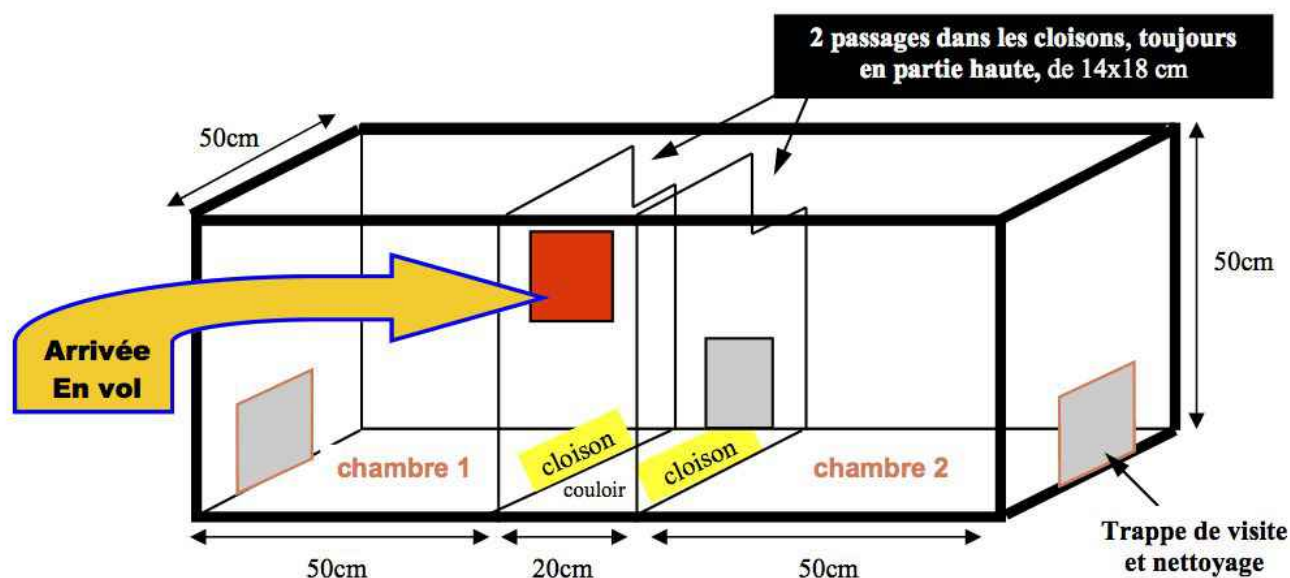 2 passages dans les cloisons, toujours
en partie haute, de 14x18 cm
50cm
50cm
Arrivée
En vol
chambre 1
cloison
couloir
cloison
chambre 2
50cm
20cm
50cm
Trappe de visite
et nettoyage